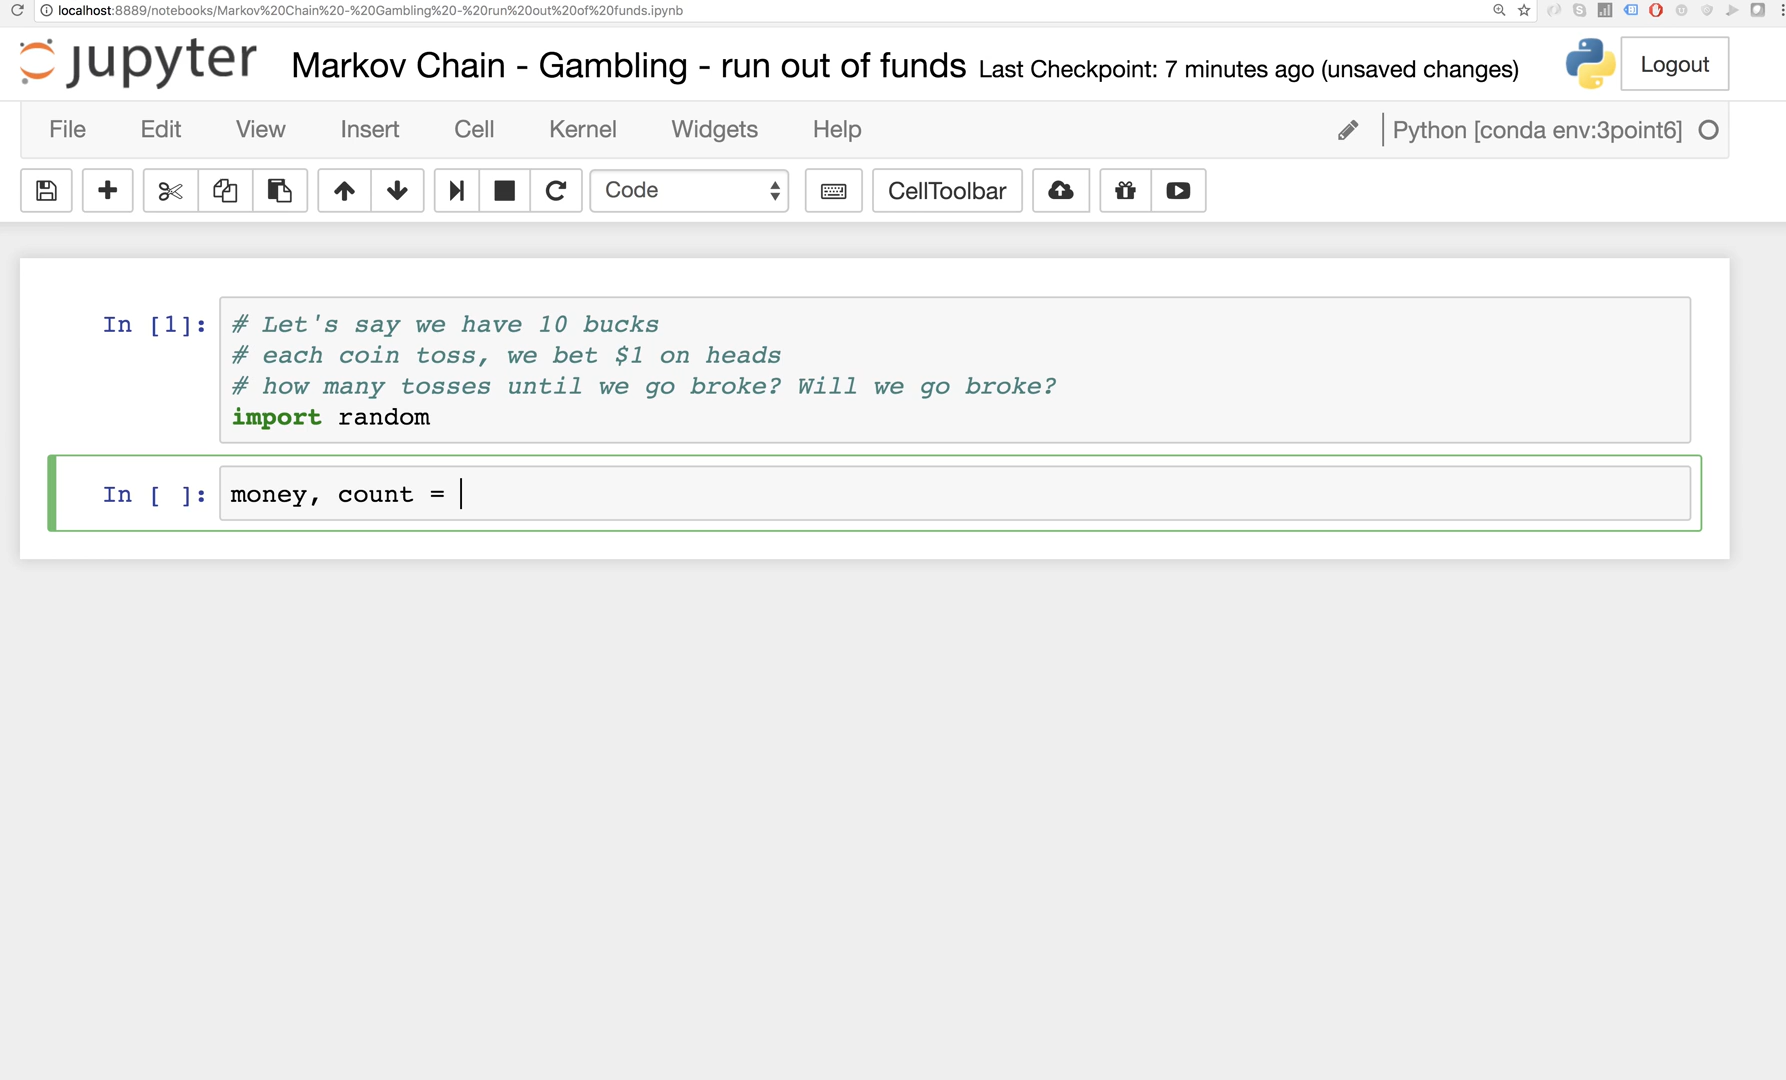 localhost:8889/notebooks/Markov%20Chain%20-%20Gambling%20-%20run%20out%20of%20funds.ipynb
jupyter Markov Chain - Gambling - run out of funds Last Checkpoint: 7 minutes ago (unsaved changes) Logout
File Edit View Insert Cell Kernel Widgets Help Python [conda env:3point6]
Code CellToolbar
In [1]: # Let's say we have 10 bucks
# each coin toss, we bet $1 on heads
# how many tosses until we go broke? Will we go broke?
import random
In [ ]: money, count =